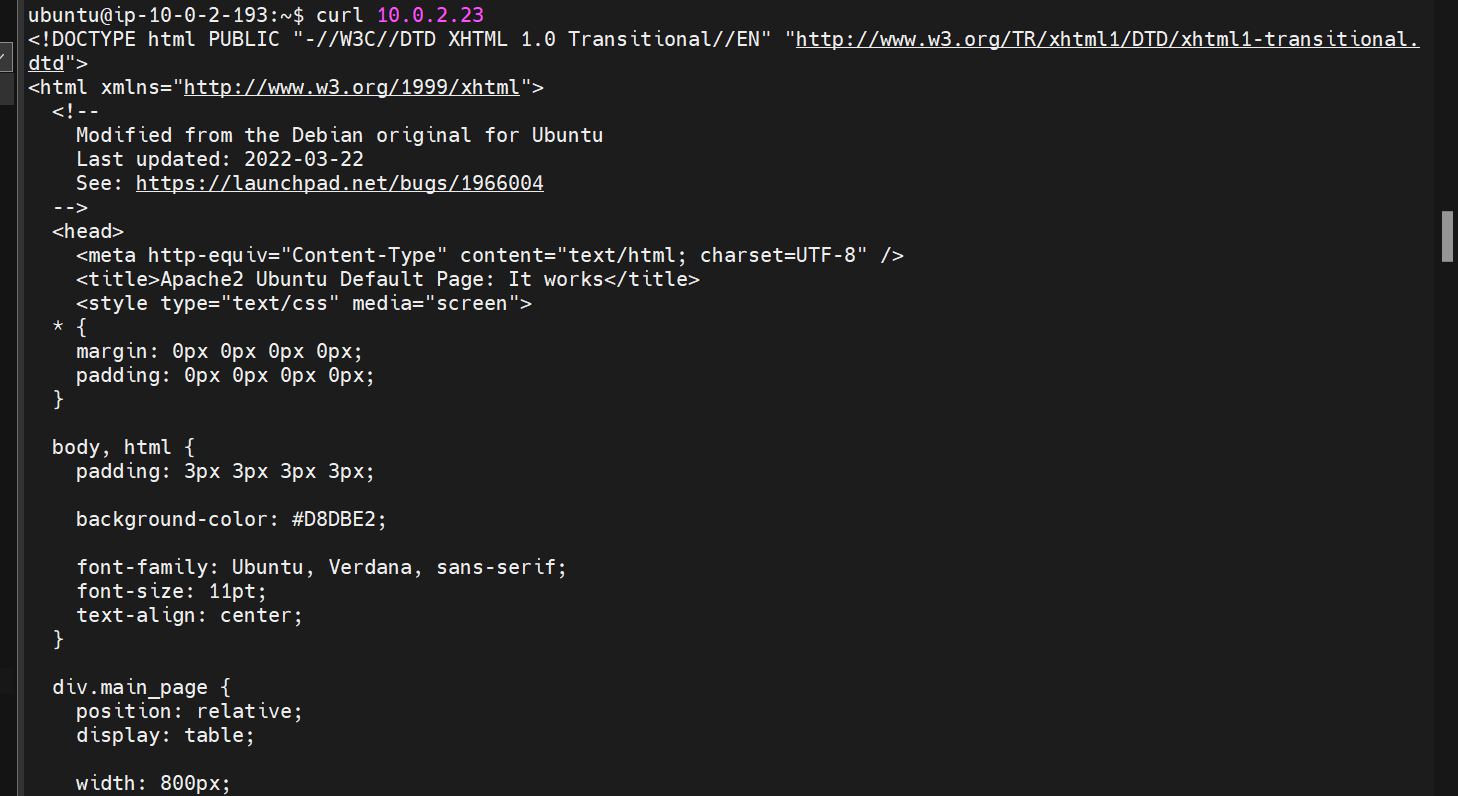 ubuntu@ip-10-0-2-193:~$ curl 10.0.2.23
<!DOCTYPE html PUBLIC "-//W3C//DTD XHTML 1.0 Transitional//EN" "http://www.w3.org/TR/xhtml1/DTD/xhtml1-transitional.
dtd">
<html xmlns="http://www.w3.org/1999/xhtml">
  <!--
    Modified from the Debian original for Ubuntu
    Last updated: 2022-03-22
    See: https://launchpad.net/bugs/1966004
  -->
  <head>
    <meta http-equiv="Content-Type" content="text/html; charset=UTF-8" />
    <title>Apache2 Ubuntu Default Page: It works</title>
    <style type="text/css" media="screen">
  * {
    margin: 0px 0px 0px 0px;
    padding: 0px 0px 0px 0px;
  }

  body, html {
    padding: 3px 3px 3px 3px;

    background-color: #D8DBE2;

    font-family: Ubuntu, Verdana, sans-serif;
    font-size: 11pt;
    text-align: center;
  }

  div.main_page {
    position: relative;
    display: table;

    width: 800px;